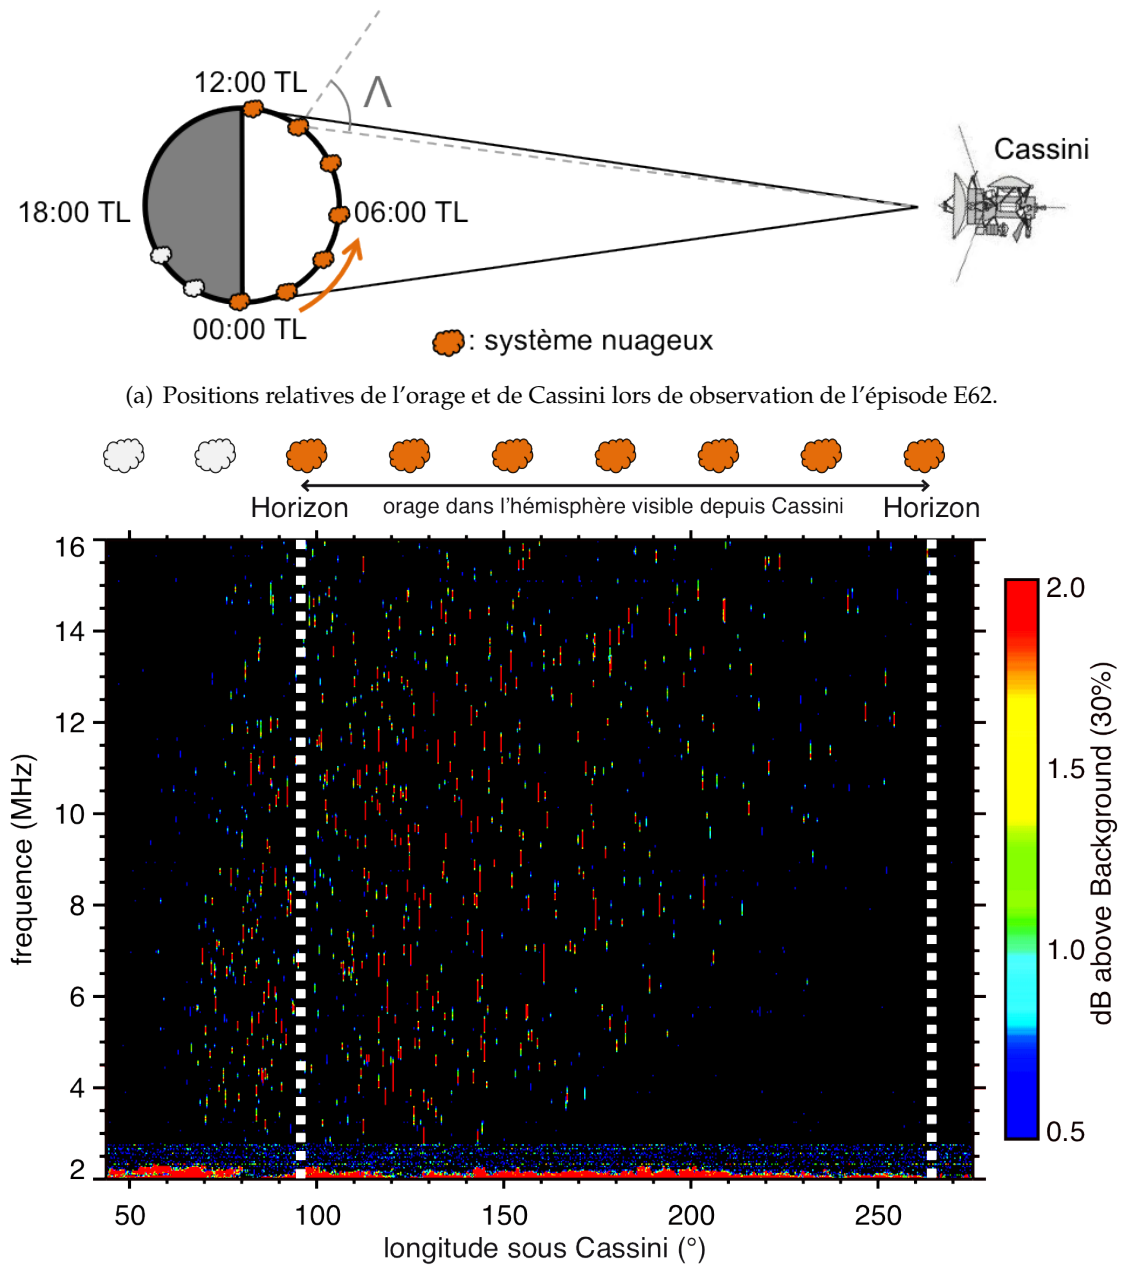 12:00 TL
Λ
Cassini
18:00 TL
06:00 TL
00:00 TL
: système nuageux
(a) Positions relatives de l'orage et de Cassini lors de observation de l'épisode E62.
Horizon orage dans l'hémisphère visible depuis Cassini Horizon
16
14
12
10
8
6
4
2
frequence (MHz)
50 100 150 200 250
longitude sous Cassini (°)
2.0
1.5
1.0
0.5
dB above Background (30%)